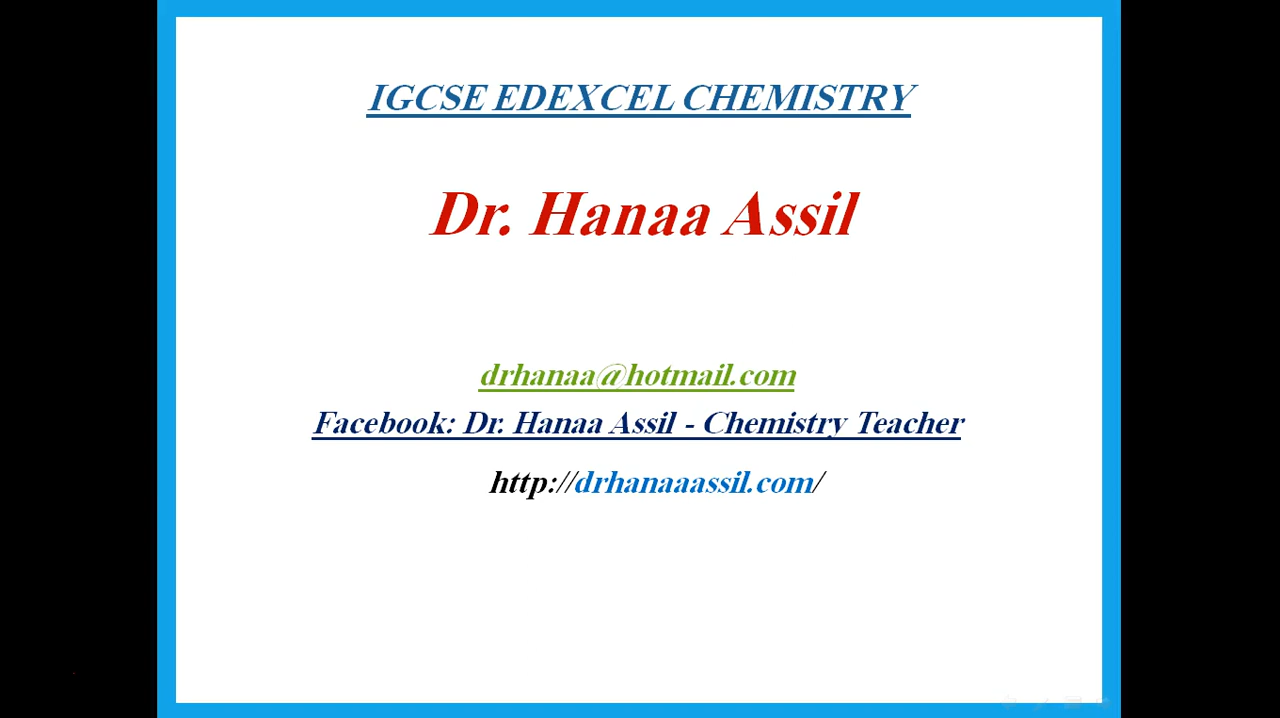 IGCSE EDEXCEL CHEMISTRY
Dr. Hanaa Assil
drhanaa@hotmail.com
Facebook: Dr. Hanaa Assil - Chemistry Teacher
http://drhanaaassil.com/